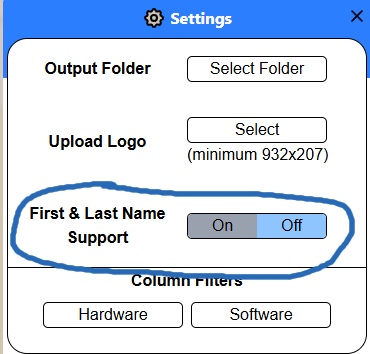 Settings
Output Folder Select Folder
Upload Logo Select
(minimum 932x207)
First & Last Name
Support On Off
Column Filters
Hardware Software